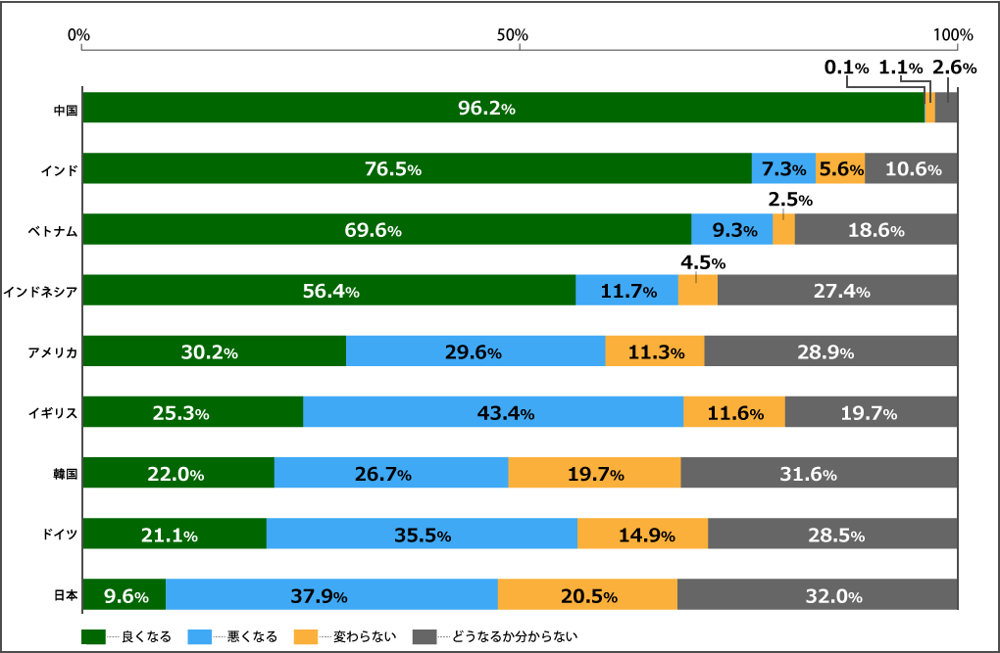 0% 50% 100%
0.1% 1.1% 2.6%
中国 96.2%
インド 76.5% 7.3% 5.6% 10.6%
2.5%
ベトナム 69.6% 9.3% 18.6%
4.5%
インドネシア 56.4% 11.7% 27.4%
アメリカ 30.2% 29.6% 11.3% 28.9%
イギリス 25.3% 43.4% 11.6% 19.7%
韓国 22.0% 26.7% 19.7% 31.6%
ドイツ 21.1% 35.5% 14.9% 28.5%
日本 9.6% 37.9% 20.5% 32.0%
良くなる 悪くなる 変わらない どうなるか分からない